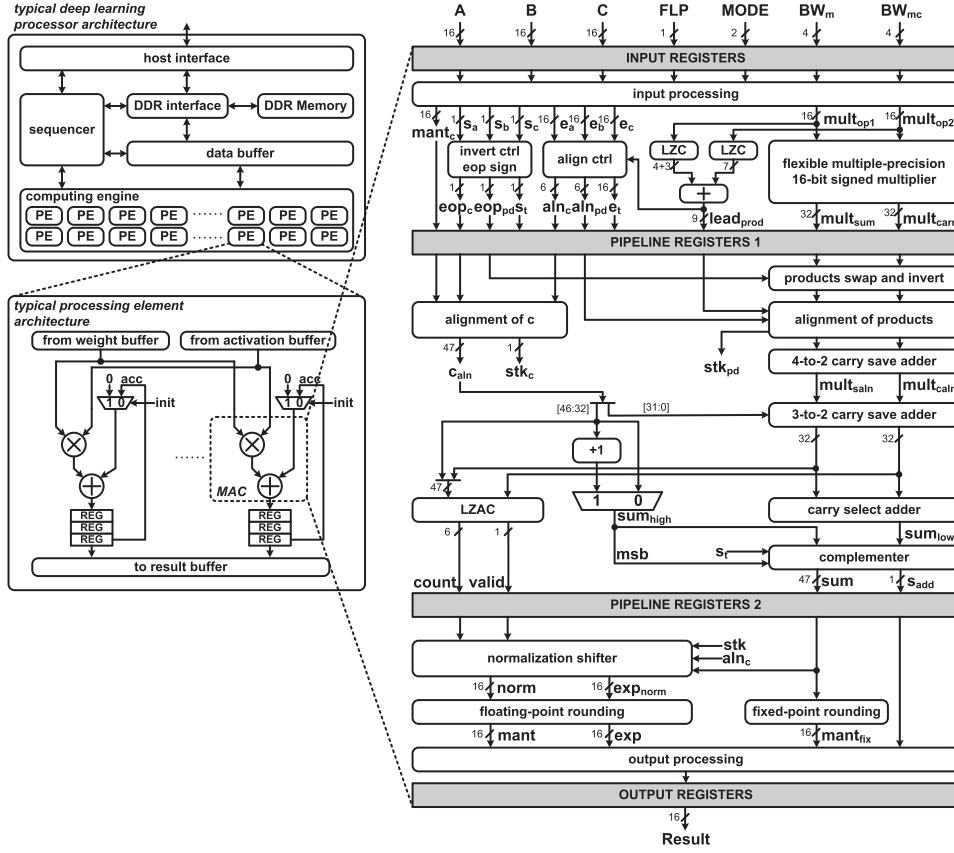 typical deep learning
processor architecture
host interface
sequencer
DDR interface
DDR Memory
data buffer
computing engine
PE PE PE PE ...... PE PE PE
PE PE PE PE ...... PE PE PE
typical processing element
architecture
from weight buffer
from activation buffer
0 acc
1 0
init
0 acc
1 0
init
......
MAC
REG
REG
REG
REG
REG
REG
to result buffer
A B C FLP MODE BWm BWmc
16 16 16 1 2 4 4
INPUT REGISTERS
input processing
16 1 1 1 16 16 16 16 16
mantc sa sb sc ea eb ec multop1 multop2
invert ctrl
eop sign
align ctrl
LZC
LZC
4+3 7
+
flexible multiple-precision
16-bit signed multiplier
1 1 1 6 6 16 9 32 32
eopc eoppd st alnc alnpd et leadprod multsum multcarr
PIPELINE REGISTERS 1
products swap and invert
alignment of c
alignment of products
47 1
caln stkc
stkpd
4-to-2 carry save adder
multsaln multcaln
[46:32] [31:0]
3-to-2 carry save adder
32 32
+1
47
1 0
LZAC
sumhigh
carry select adder
6 1
sumlow
msb
st
complementer
count valid
47 sum 1 sadd
PIPELINE REGISTERS 2
normalization shifter
stk
alnc
16 norm 16 expnorm
floating-point rounding
fixed-point rounding
16 mant 16 exp 16 mantfix
output processing
OUTPUT REGISTERS
16
Result